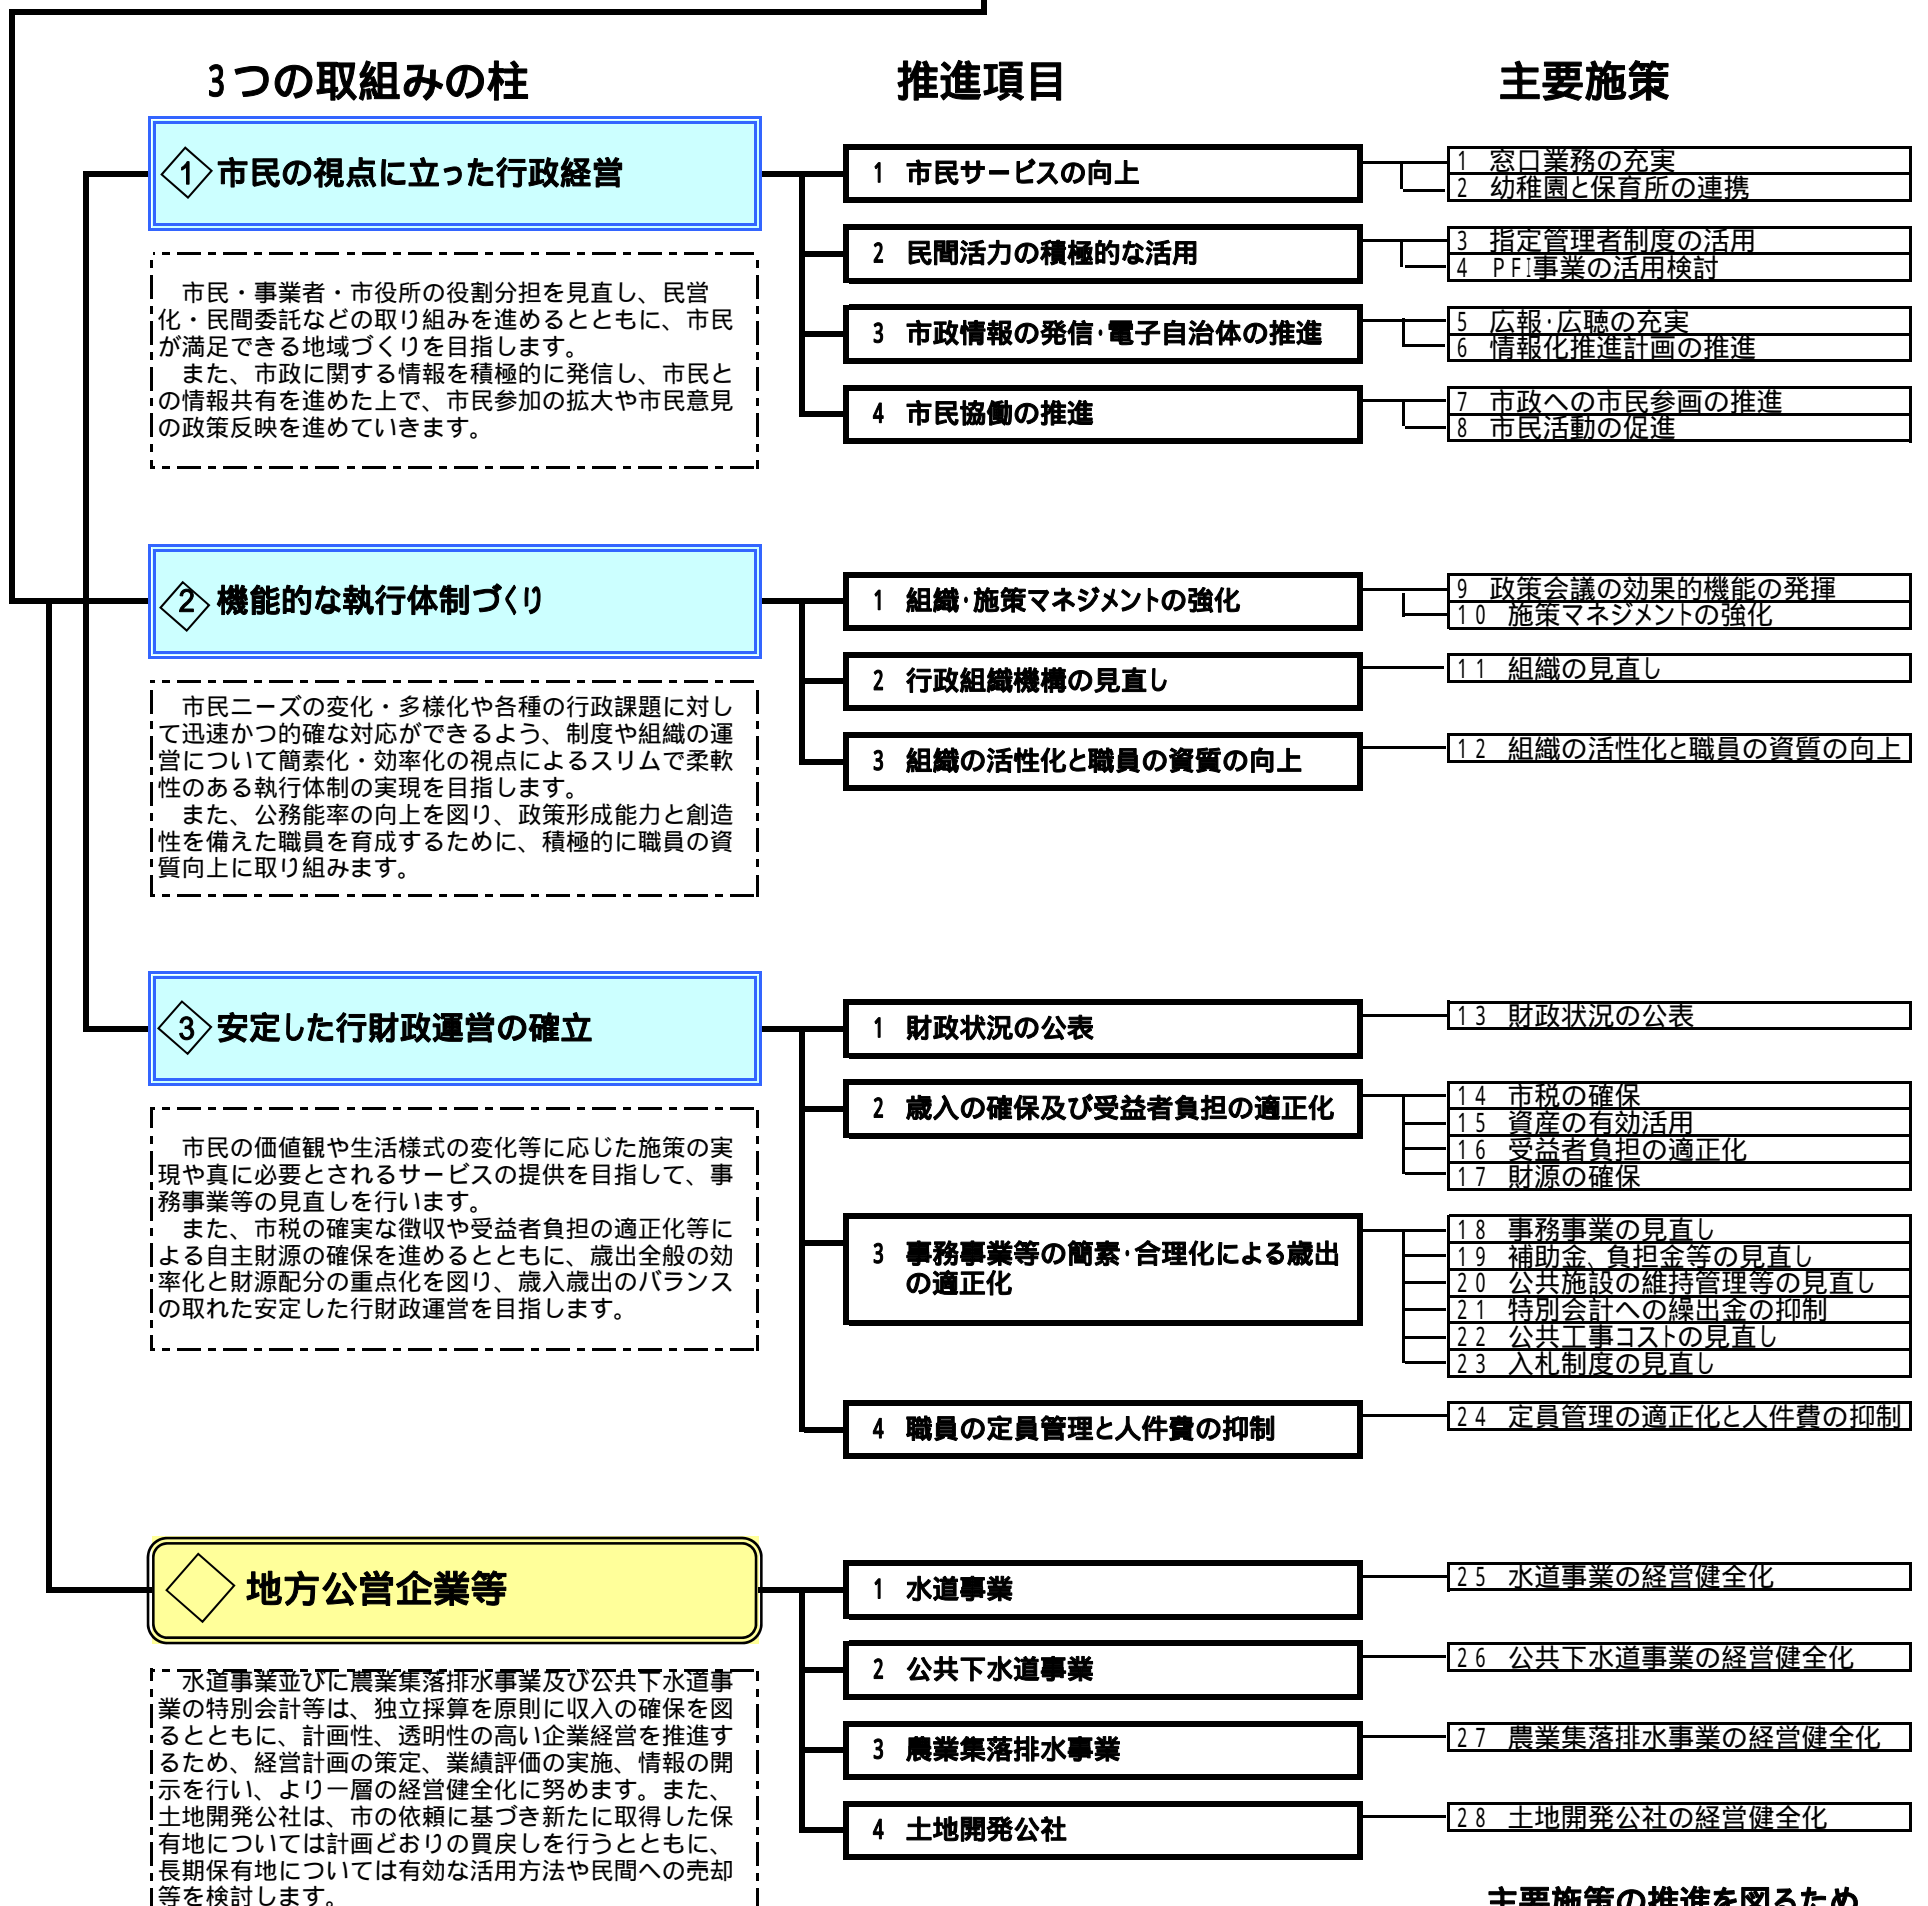 3つの取組みの柱
推進項目
主要施策
1 市民の視点に立った行政経営
市民・事業者・市役所の役割分担を見直し、民営
化・民間委託などの取り組みを進めるとともに、市民
が満足できる地域づくりを目指します。
また、市政に関する情報を積極的に発信し、市民と
の情報共有を進めた上で、市民参加の拡大や市民意見
の政策反映を進めていきます。
1 市民サービスの向上
1 窓口業務の充実
2 幼稚園と保育所の連携
2 民間活力の積極的な活用
3 指定管理者制度の活用
4 PFI事業の活用検討
3 市政情報の発信・電子自治体の推進
5 広報・広聴の充実
6 情報化推進計画の推進
4 市民協働の推進
7 市政への市民参画の推進
8 市民活動の促進
2 機能的な執行体制づくり
市民ニーズの変化・多様化や各種の行政課題に対し
て迅速かつ的確な対応ができるよう、制度や組織の運
営について簡素化・効率化の視点によるスリムで柔軟
性のある執行体制の実現を目指します。
また、公務能率の向上を図り、政策形成能力と創造
性を備えた職員を育成するために、積極的に職員の資
質向上に取り組みます。
1 組織・施策マネジメントの強化
9 政策会議の効果的機能の発揮
10 施策マネジメントの強化
2 行政組織機構の見直し
11 組織の見直し
3 組織の活性化と職員の資質の向上
12 組織の活性化と職員の資質の向上
3 安定した行財政運営の確立
市民の価値観や生活様式の変化等に応じた施策の実
現や真に必要とされるサービスの提供を目指して、事
務事業等の見直しを行います。
また、市税の確実な徴収や受益者負担の適正化等に
よる自主財源の確保を進めるとともに、歳出全般の効
率化と財源配分の重点化を図り、歳入歳出のバランス
の取れた安定した行財政運営を目指します。
1 財政状況の公表
13 財政状況の公表
2 歳入の確保及び受益者負担の適正化
14 市税の確保
15 資産の有効活用
16 受益者負担の適正化
17 財源の確保
3 事務事業等の簡素・合理化による歳出
の適正化
18 事務事業の見直し
19 補助金、負担金等の見直し
20 公共施設の維持管理等の見直し
21 特別会計への繰出金の抑制
22 公共工事コストの見直し
23 入札制度の見直し
4 職員の定員管理と人件費の抑制
24 定員管理の適正化と人件費の抑制
地方公営企業等
水道事業並びに農業集落排水事業及び公共下水道事
業の特別会計等は、独立採算を原則に収入の確保を図
るとともに、計画性、透明性の高い企業経営を推進す
るため、経営計画の策定、業績評価の実施、情報の開
示を行い、より一層の経営健全化に努めます。また、
土地開発公社は、市の依頼に基づき新たに取得した保
有地については計画どおりの買戻しを行うとともに、
長期保有地については有効な活用方法や民間への売却
等を検討します。
1 水道事業
25 水道事業の経営健全化
2 公共下水道事業
26 公共下水道事業の経営健全化
3 農業集落排水事業
27 農業集落排水事業の経営健全化
4 土地開発公社
28 土地開発公社の経営健全化
主要施策の推進を図るため